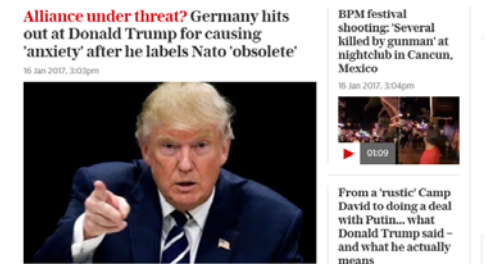 Alliance under threat? Germany hits
out at Donald Trump for causing
'anxiety' after he labels Nato 'obsolete'
16 Jan 2017, 3:03pm
BPM festival
shooting: 'Several
killed by gunman' at
nightclub in Cancun,
Mexico
16 Jan 2017, 3:04pm
01:09
From a 'rustic' Camp
David to doing a deal
with Putin... what
Donald Trump said –
and what he actually
means